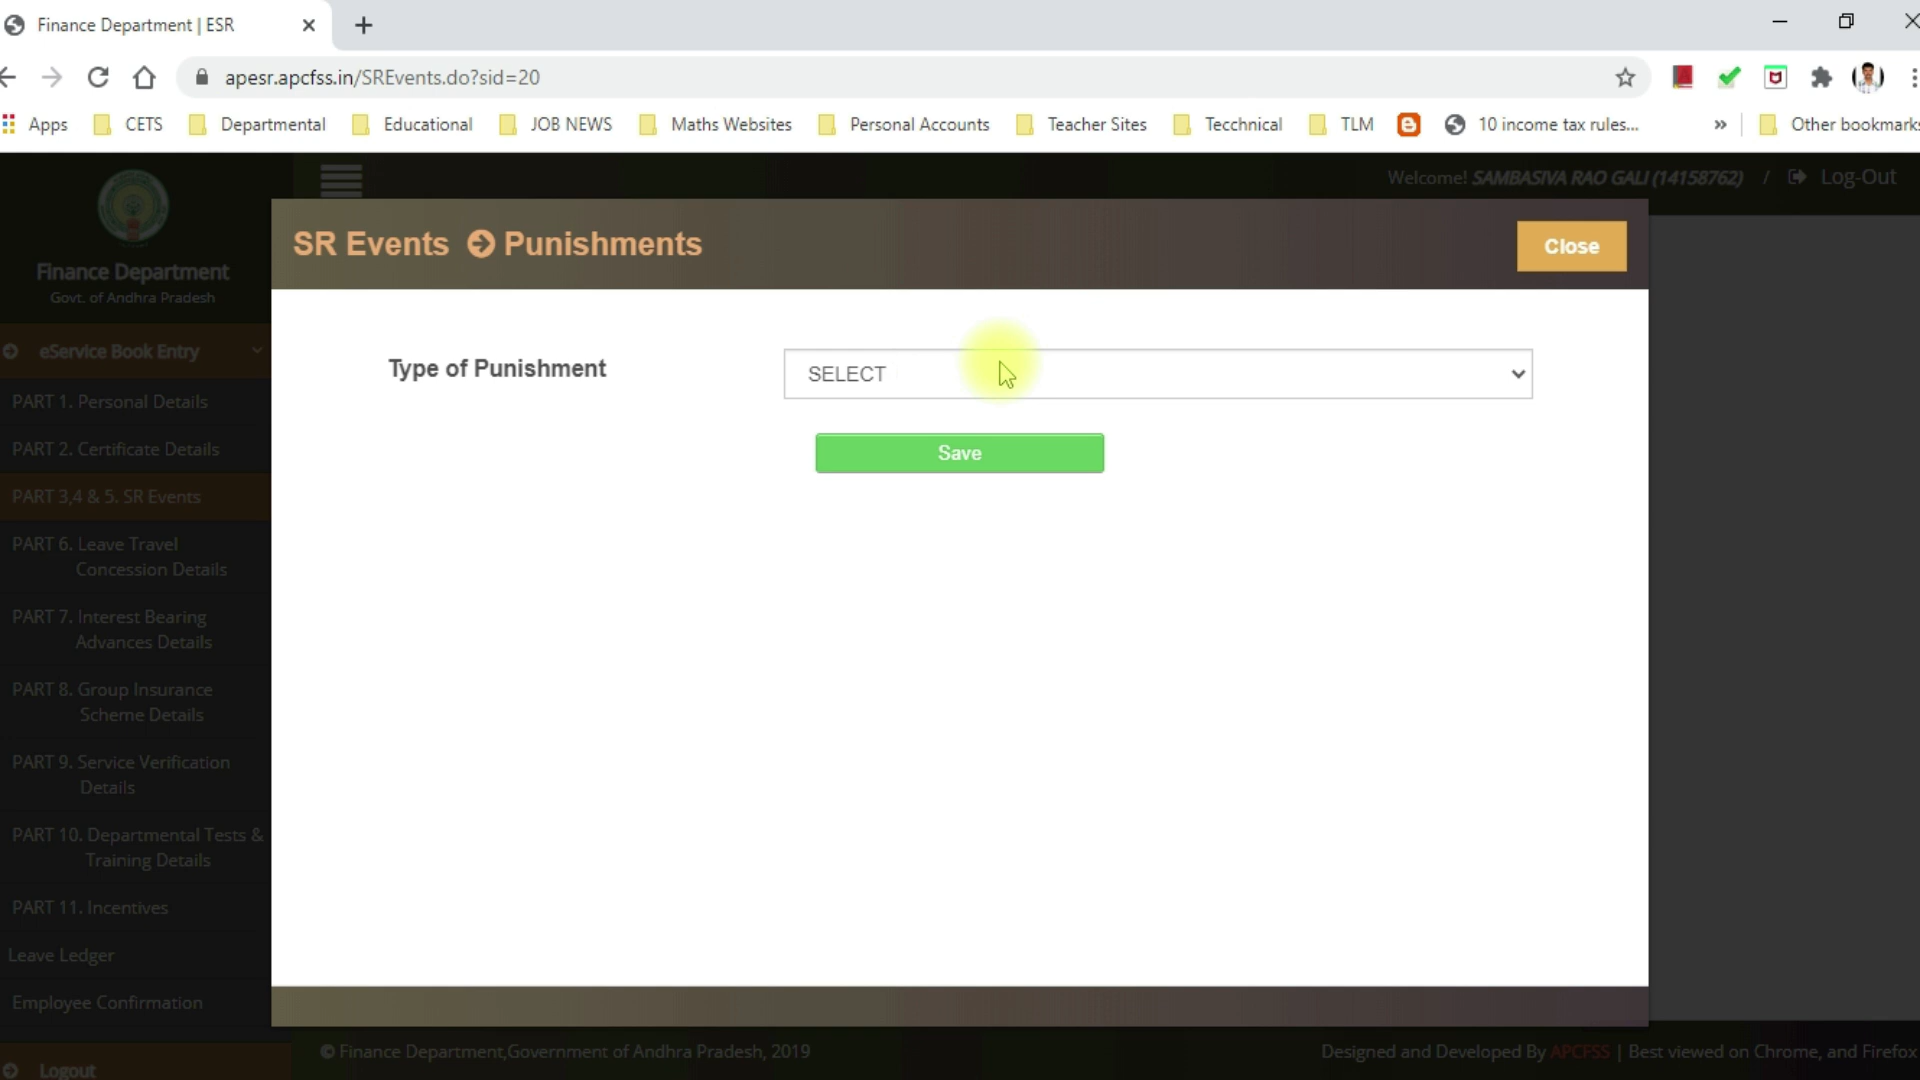 Finance Department | ESR
apesr.apcfss.in/SREvents.do?sid=20
Apps CETS Departmental Educational JOB NEWS Maths Websites Personal Accounts Teacher Sites Tecchnical TLM 10 income tax rules... » Other bookmarks
Welcome! SAMBASIVA RAO GALI (14158762) / Log-Out
SR Events Punishments
Close
Finance Department
Govt. of Andhra Pradesh
eService Book Entry
PART 1. Personal Details
PART 2. Certificate Details
PART 3,4 & 5. SR Events
PART 6. Leave Travel
Concession Details
PART 7. Interest Bearing
Advances Details
PART 8. Group Insurance
Scheme Details
PART 9. Service Verification
Details
PART 10. Departmental Tests &
Training Details
PART 11. Incentives
Leave Ledger
Employee Confirmation
Logout
Type of Punishment
SELECT
Save
© Finance Department,Government of Andhra Pradesh, 2019
Designed and Developed By APCFSS | Best viewed on Chrome, and Firefox